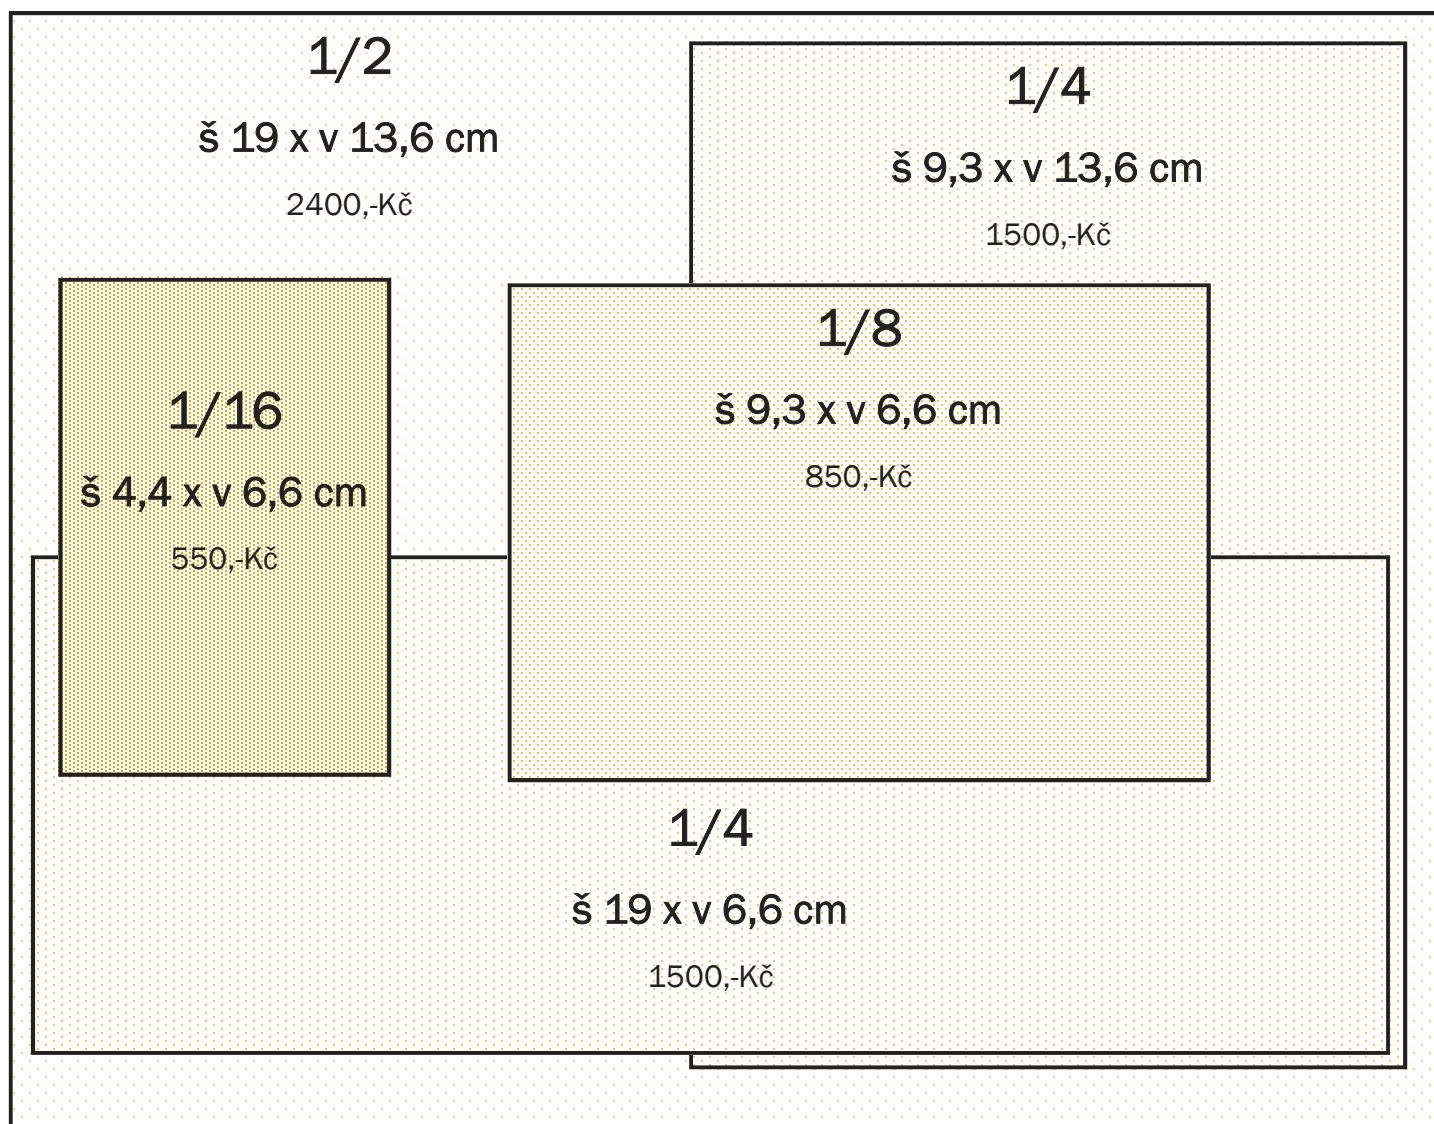 1/2
š 19 x v 13,6 cm
2400,-Kč
1/4
š 9,3 x v 13,6 cm
1500,-Kč
1/16
š 4,4 x v 6,6 cm
550,-Kč
1/8
š 9,3 x v 6,6 cm
850,-Kč
1/4
š 19 x v 6,6 cm
1500,-Kč